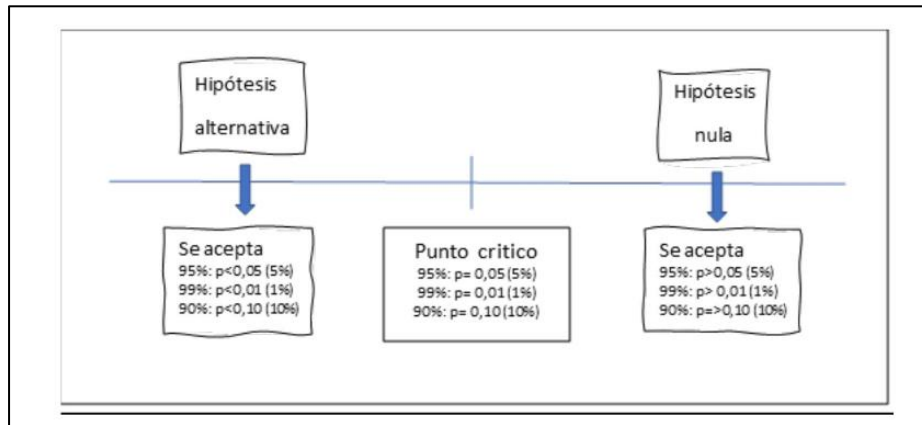 Hipótesis
alternativa
Hipótesis
nula
Se acepta
95%: p<0,05 (5%)
99%: p<0,01 (1%)
90%: p<0,10 (10%)
Punto critico
95%: p= 0,05 (5%)
99%: p= 0,01 (1%)
90%: p= 0,10 (10%)
Se acepta
95%: p>0,05 (5%)
99%: p> 0,01 (1%)
90%: p=>0,10 (10%)